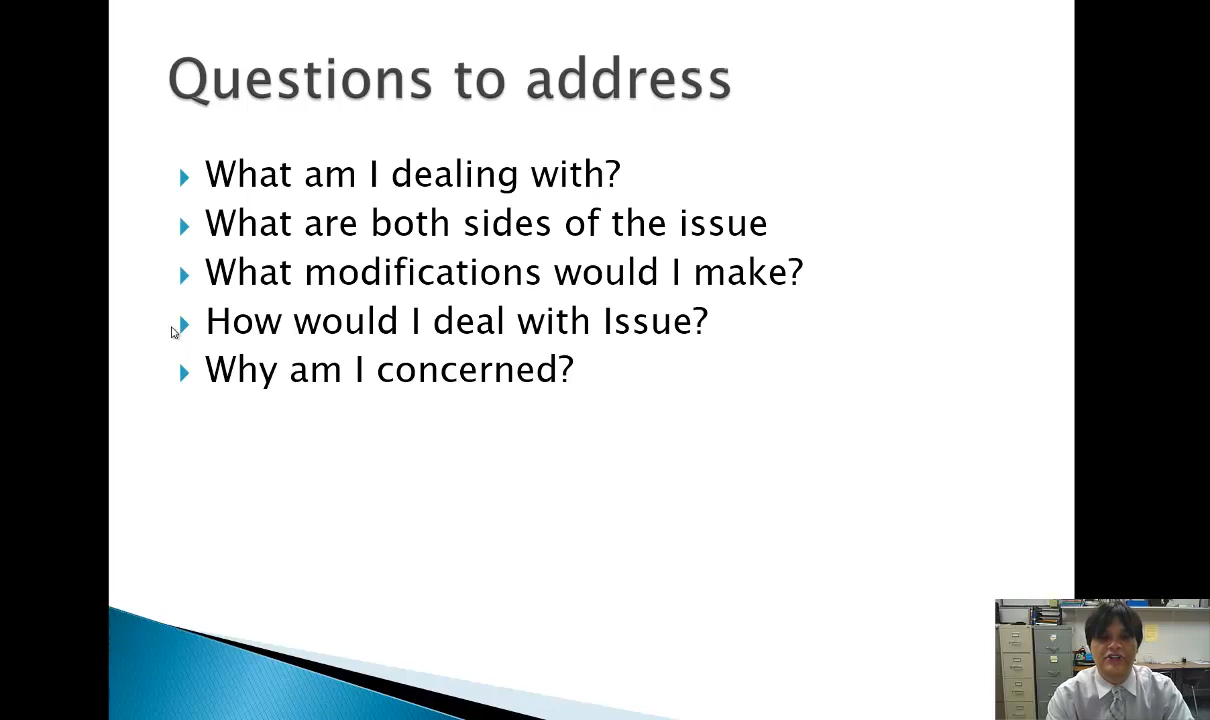 Questions to address
What am I dealing with?
What are both sides of the issue
What modifications would I make?
How would I deal with Issue?
Why am I concerned?